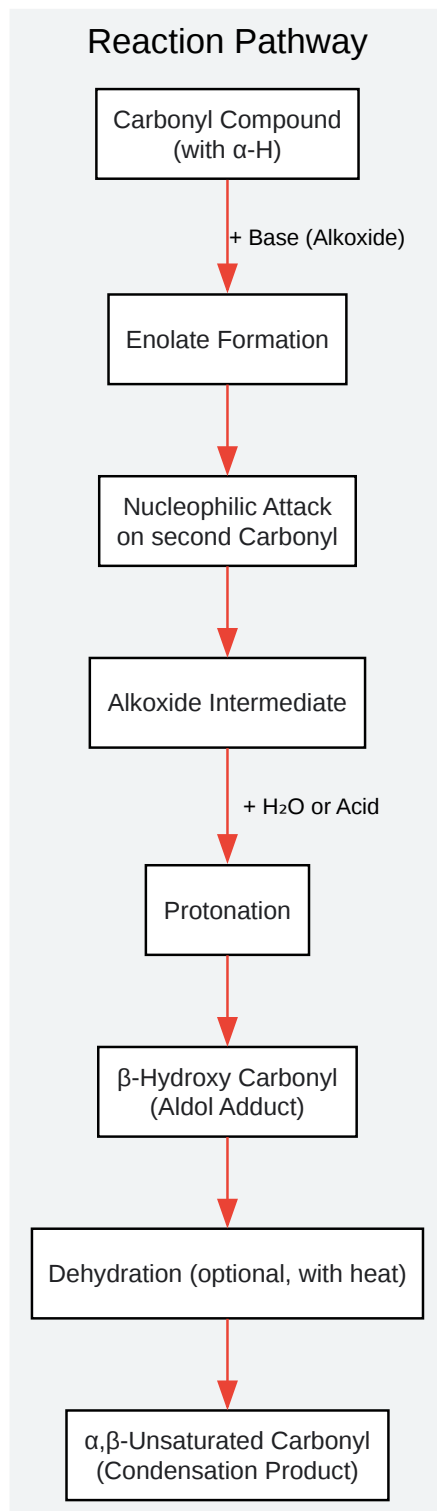 Reaction Pathway
Carbonyl Compound
(with α-H)
+ Base (Alkoxide)
Enolate Formation
Nucleophilic Attack
on second Carbonyl
Alkoxide Intermediate
+ H₂O or Acid
Protonation
β-Hydroxy Carbonyl
(Aldol Adduct)
Dehydration (optional, with heat)
α,β-Unsaturated Carbonyl
(Condensation Product)